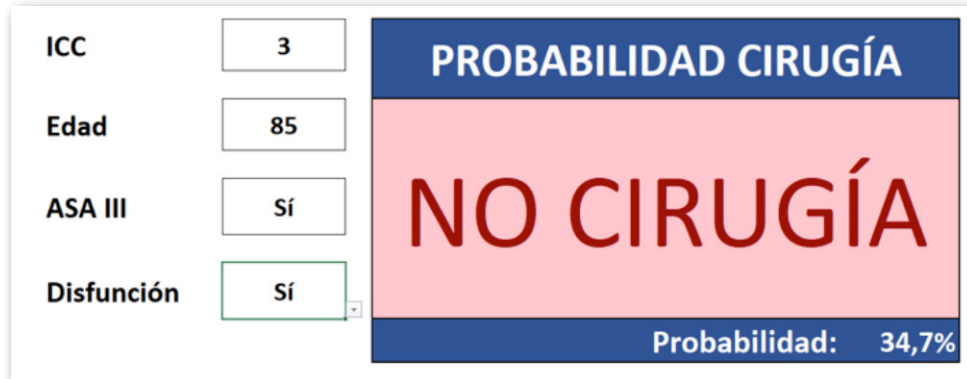 ICC 3
Edad 85
ASA III Sí
Disfunción Sí
PROBABILIDAD CIRUGÍA
NO CIRUGÍA
Probabilidad: 34,7%